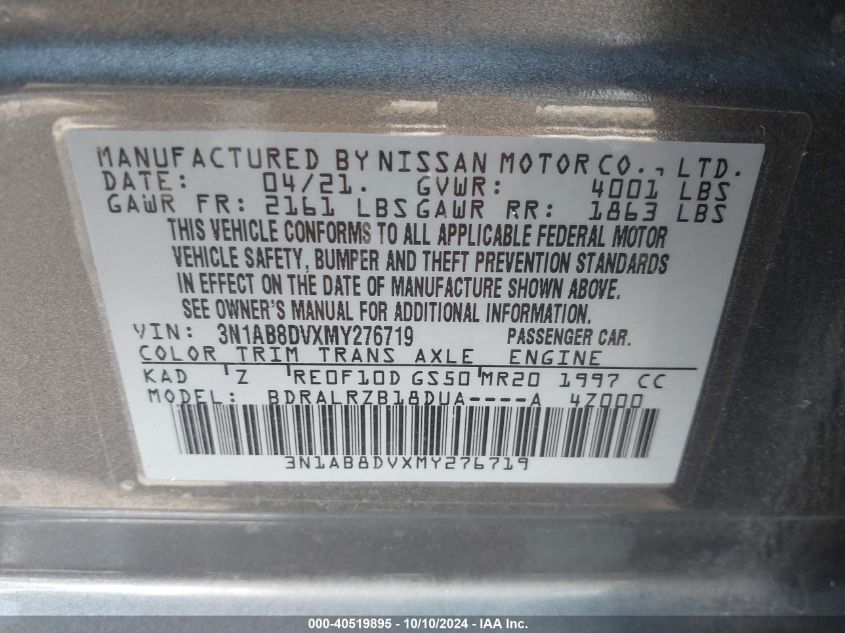 MANUFACTURED BY NISSAN MOTOR CO., LTD.
DATE: 04/21. GVWR: 4001 LBS
GAWR FR: 2161 LBS GAWR RR: 1863 LBS
THIS VEHICLE CONFORMS TO ALL APPLICABLE FEDERAL MOTOR
VEHICLE SAFETY, BUMPER AND THEFT PREVENTION STANDARDS
IN EFFECT ON THE DATE OF MANUFACTURE SHOWN ABOVE.
SEE OWNER'S MANUAL FOR ADDITIONAL INFORMATION.
VIN: 3N1AB8DVXMY276719 PASSENGER CAR.
COLOR TRIM TRANS AXLE ENGINE
KAD Z RE0F10D GS50 MR20 1997 CC
MODEL: BDRALRZB18DUA----A 4Z000
3N1AB8DVXMY276719
000-40519895 - 10/10/2024 - IAA Inc.